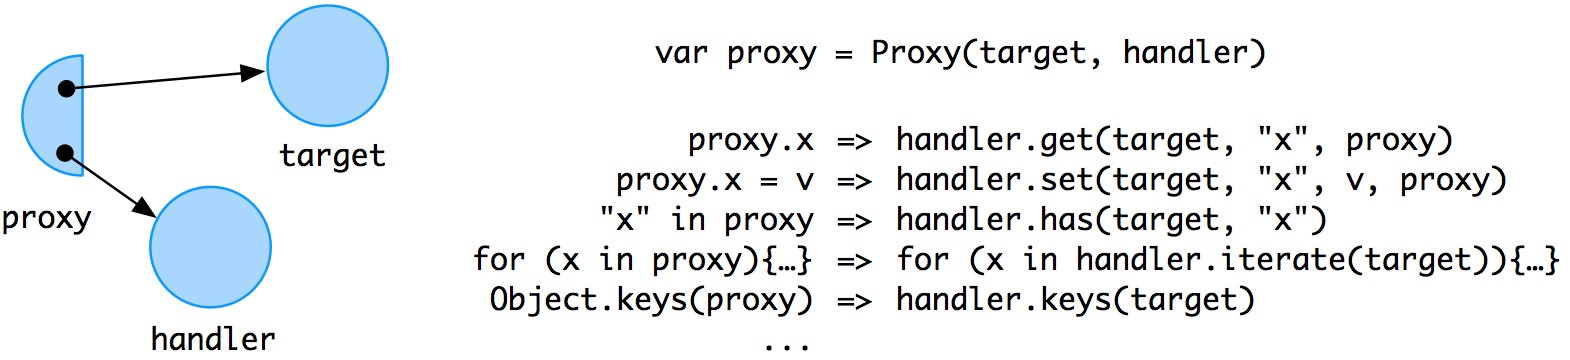 target
proxy
handler
var proxy = Proxy(target, handler)
proxy.x => handler.get(target, "x", proxy)
proxy.x = v => handler.set(target, "x", v, proxy)
"x" in proxy => handler.has(target, "x")
for (x in proxy){…} => for (x in handler.iterate(target)){…}
Object.keys(proxy) => handler.keys(target)
...